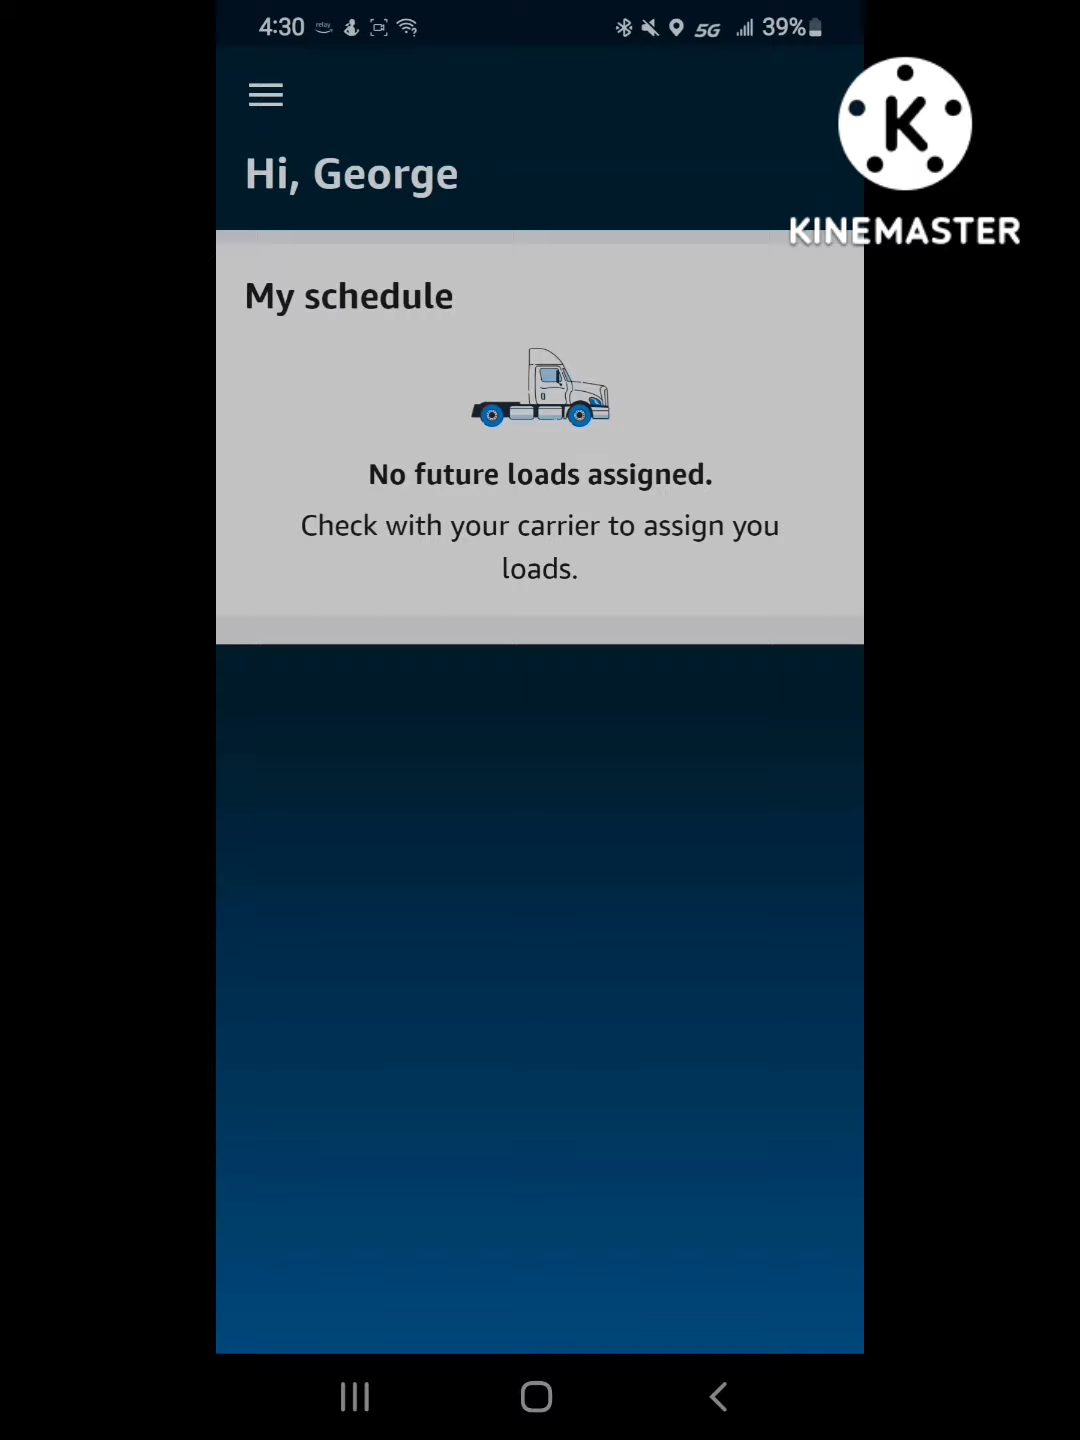 4:30 relay 5G 39%
K
KINEMASTER
Hi, George
My schedule
No future loads assigned.
Check with your carrier to assign you
loads.